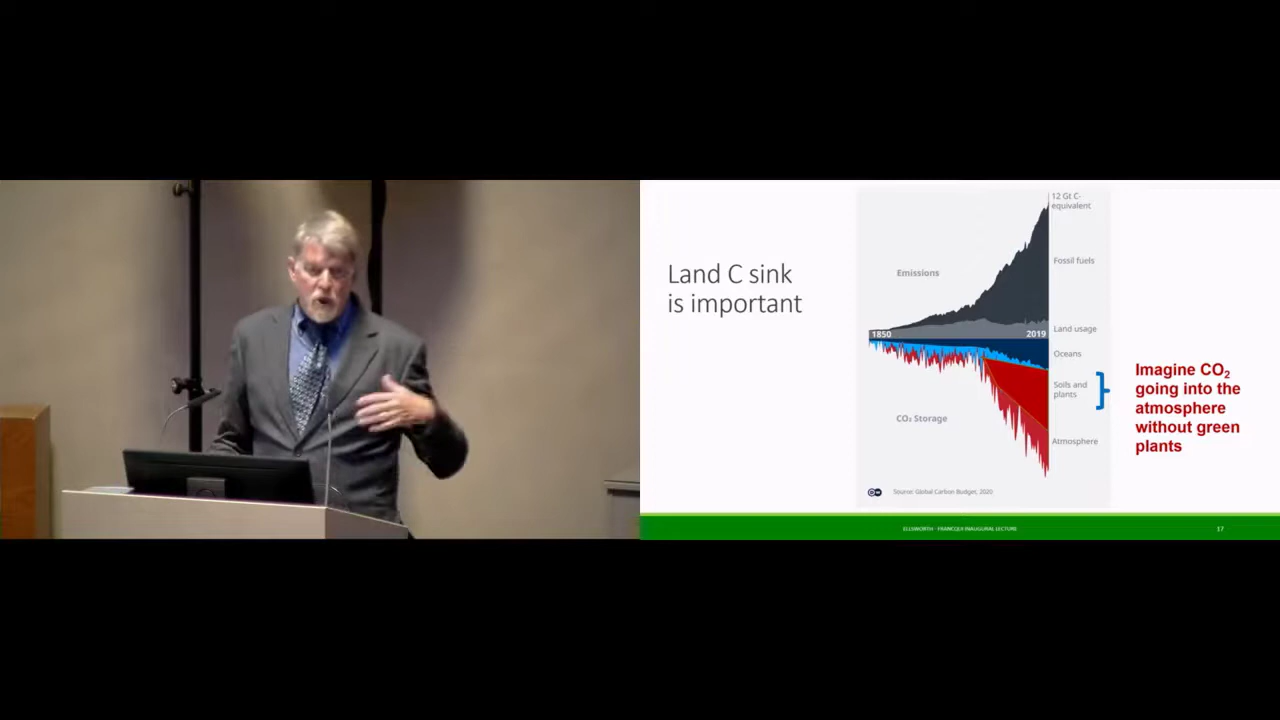 Land C sink
is important
12 Gt C-
equivalent
Fossil fuels
Emissions
Land usage
1850
2019
Oceans
Soils and
plants
CO₂ Storage
Atmosphere
Source: Global Carbon Budget, 2020
Imagine CO₂
going into the
atmosphere
without green
plants
ELLSWORTH - FRANCQUI INAUGURAL LECTURE
17